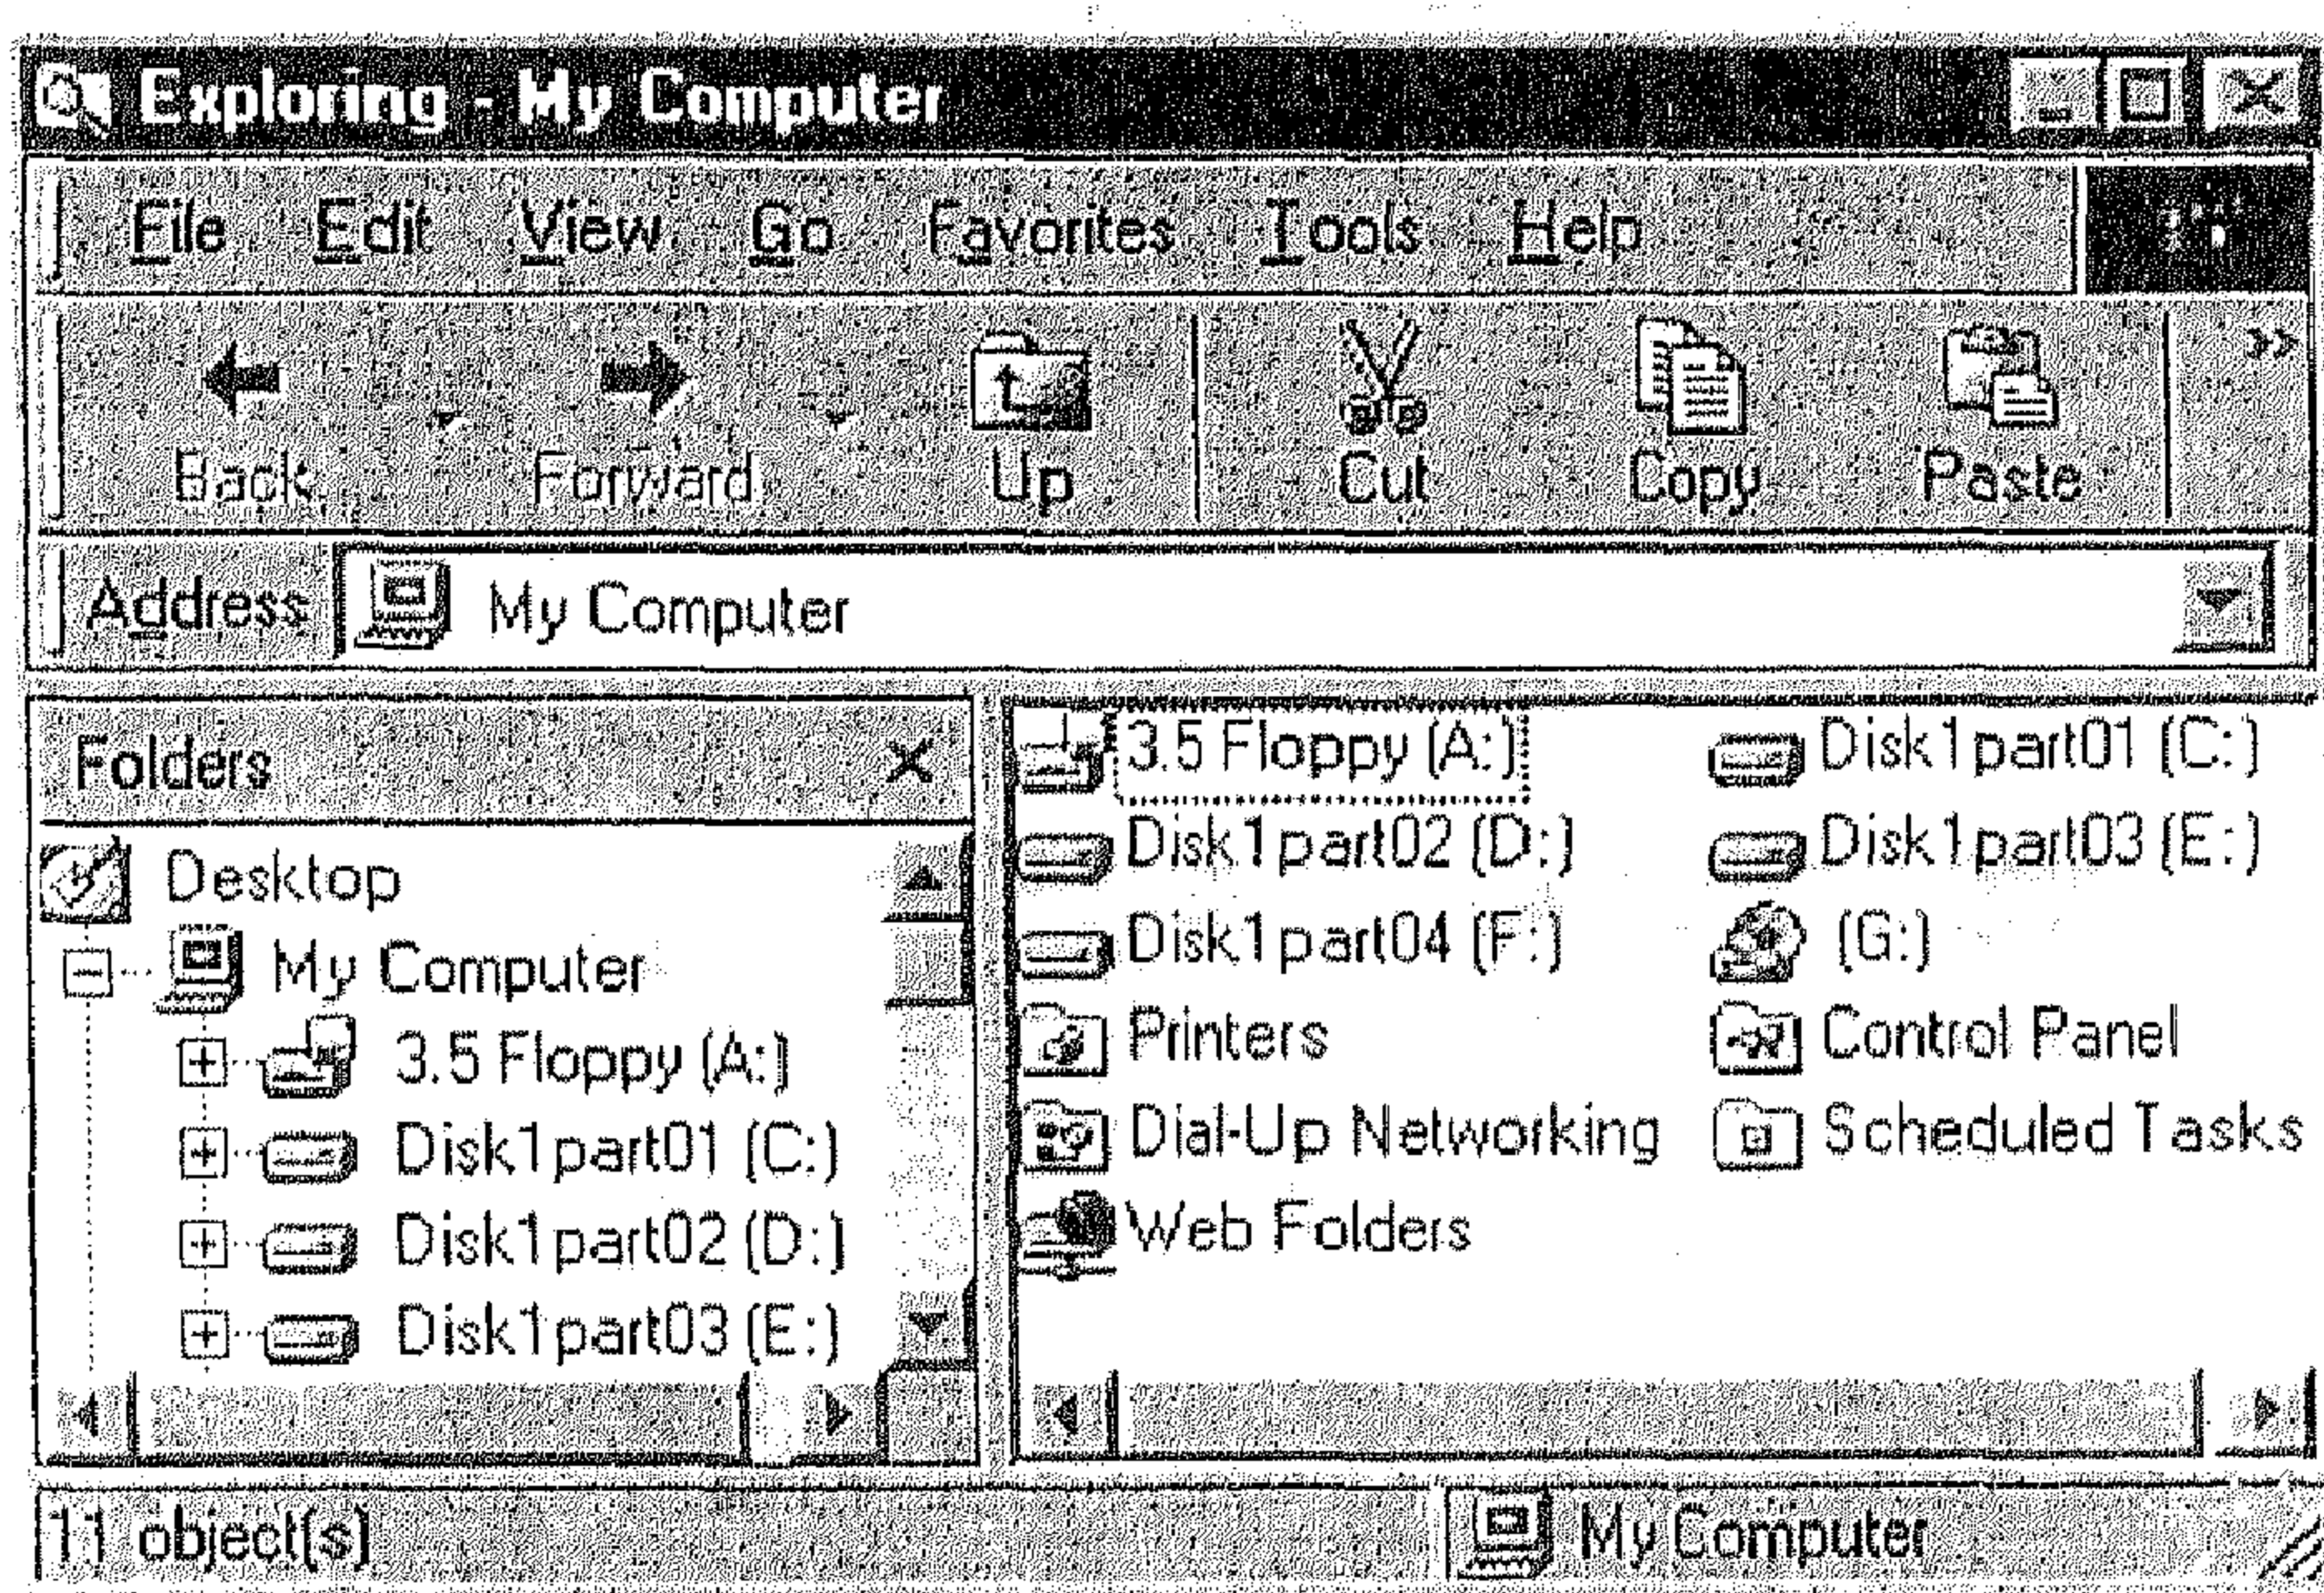 Exploring - My Computer
File Edit View Go Favorites Tools Help
Back Forward Up Cut Copy Paste
Address My Computer
Folders
Desktop
My Computer
3.5 Floppy (A:)
Disk1part01 (C:)
Disk1part02 (D:)
Disk1part03 (E:)
3.5 Floppy (A:) Disk1part01 (C:)
Disk1part02 (D:) Disk1part03 (E:)
Disk1part04 (F:) (G:)
Printers Control Panel
Dial-Up Networking Scheduled Tasks
Web Folders
11 object(s) My Computer